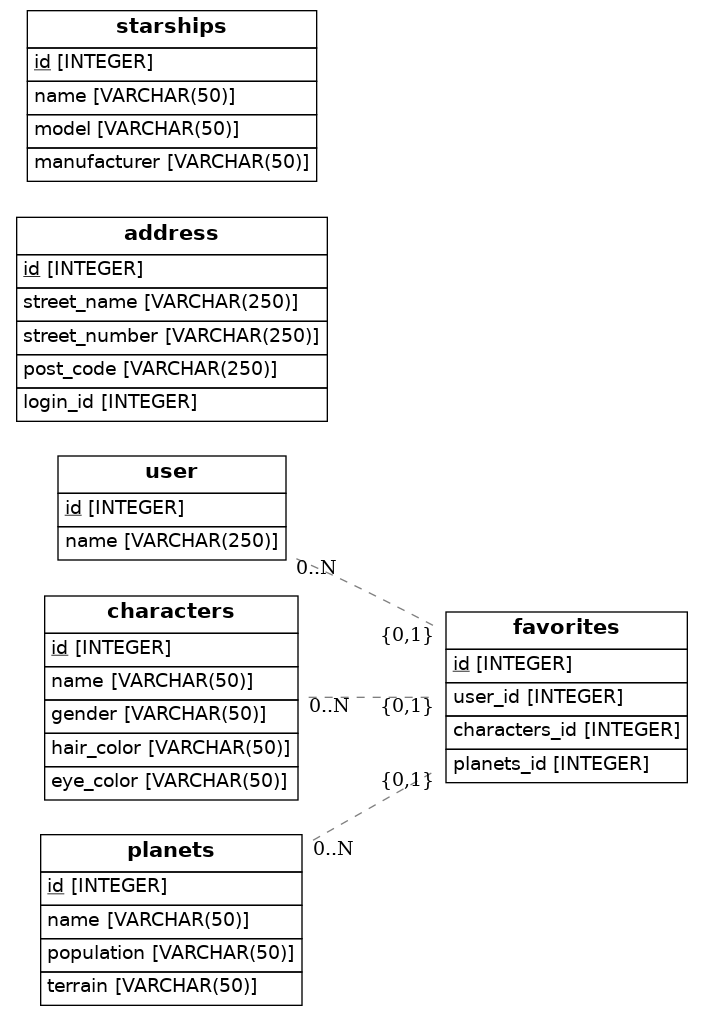 starships
id [INTEGER]
name [VARCHAR(50)]
model [VARCHAR(50)]
manufacturer [VARCHAR(50)]
address
id [INTEGER]
street_name [VARCHAR(250)]
street_number [VARCHAR(250)]
post_code [VARCHAR(250)]
login_id [INTEGER]
user
id [INTEGER]
name [VARCHAR(250)]
0..N
{0,1}
characters
id [INTEGER]
name [VARCHAR(50)]
gender [VARCHAR(50)]
hair_color [VARCHAR(50)]
eye_color [VARCHAR(50)]
0..N
{0,1}
favorites
id [INTEGER]
user_id [INTEGER]
characters_id [INTEGER]
planets_id [INTEGER]
{0,1}
0..N
planets
id [INTEGER]
name [VARCHAR(50)]
population [VARCHAR(50)]
terrain [VARCHAR(50)]